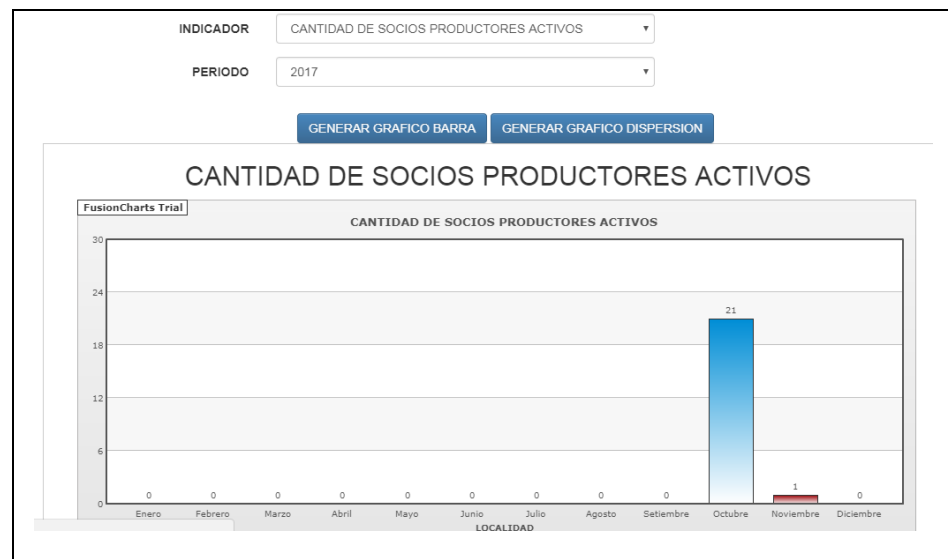 INDICADOR CANTIDAD DE SOCIOS PRODUCTORES ACTIVOS
PERIODO 2017
GENERAR GRAFICO BARRA GENERAR GRAFICO DISPERSION
CANTIDAD DE SOCIOS PRODUCTORES ACTIVOS
FusionCharts Trial
CANTIDAD DE SOCIOS PRODUCTORES ACTIVOS
30
24
21
18
12
6
1
0 0 0 0 0 0 0 0 0 0
0
Enero Febrero Marzo Abril Mayo Junio Julio Agosto Setiembre Octubre Noviembre Diciembre
LOCALIDAD